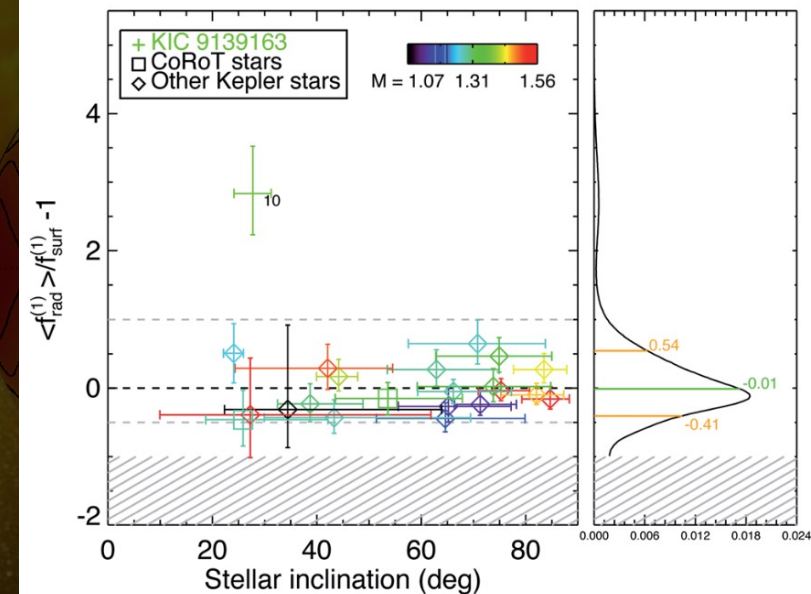 + KIC 9139163
CoRoT stars
Other Kepler stars
M = 1.07 1.31 1.56
4
2
0
-2
10
<f_rad^(1)>/f_surf^(1) -1
0 20 40 60 80
Stellar inclination (deg)
0.54
-0.01
-0.41
0.000 0.006 0.012 0.018 0.024